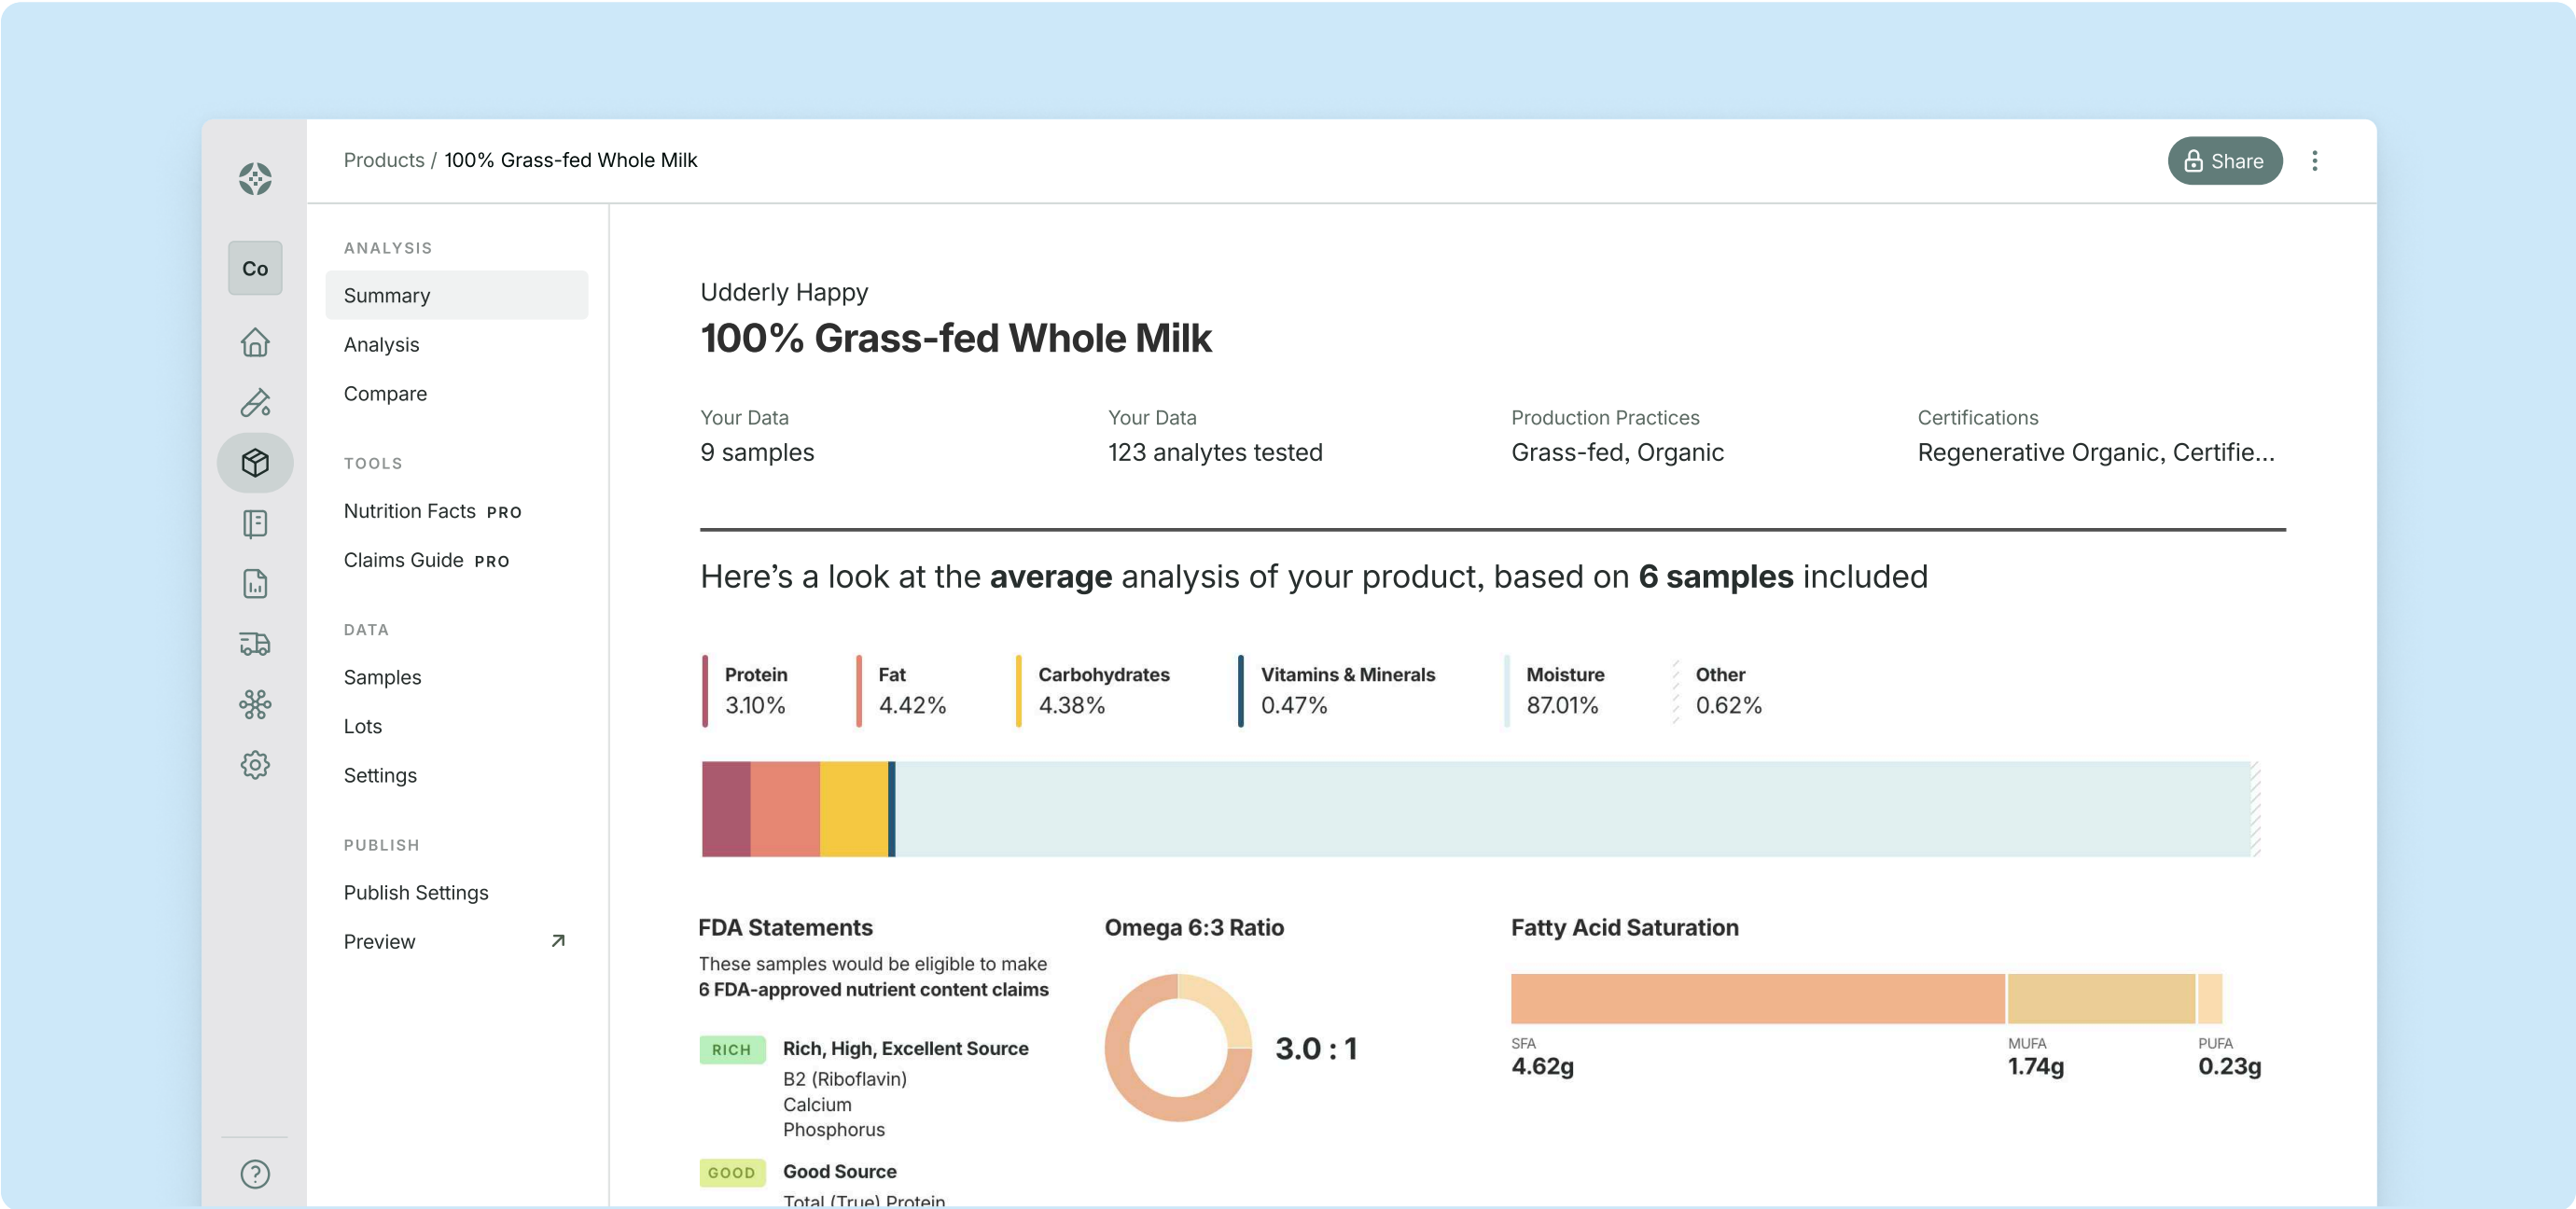 Products / 100% Grass-fed Whole Milk
Share
Co
ANALYSIS
Summary
Analysis
Compare
TOOLS
Nutrition Facts PRO
Claims Guide PRO
DATA
Samples
Lots
Settings
PUBLISH
Publish Settings
Preview
Udderly Happy
100% Grass-fed Whole Milk
Your Data
9 samples
Your Data
123 analytes tested
Production Practices
Grass-fed, Organic
Certifications
Regenerative Organic, Certifie...
Here’s a look at the average analysis of your product, based on 6 samples included
Protein
3.10%
Fat
4.42%
Carbohydrates
4.38%
Vitamins & Minerals
0.47%
Moisture
87.01%
Other
0.62%
FDA Statements
These samples would be eligible to make
6 FDA-approved nutrient content claims
RICH
Rich, High, Excellent Source
B2 (Riboflavin)
Calcium
Phosphorus
GOOD
Good Source
Total (True) Protein
Omega 6:3 Ratio
3.0 : 1
Fatty Acid Saturation
SFA
4.62g
MUFA
1.74g
PUFA
0.23g